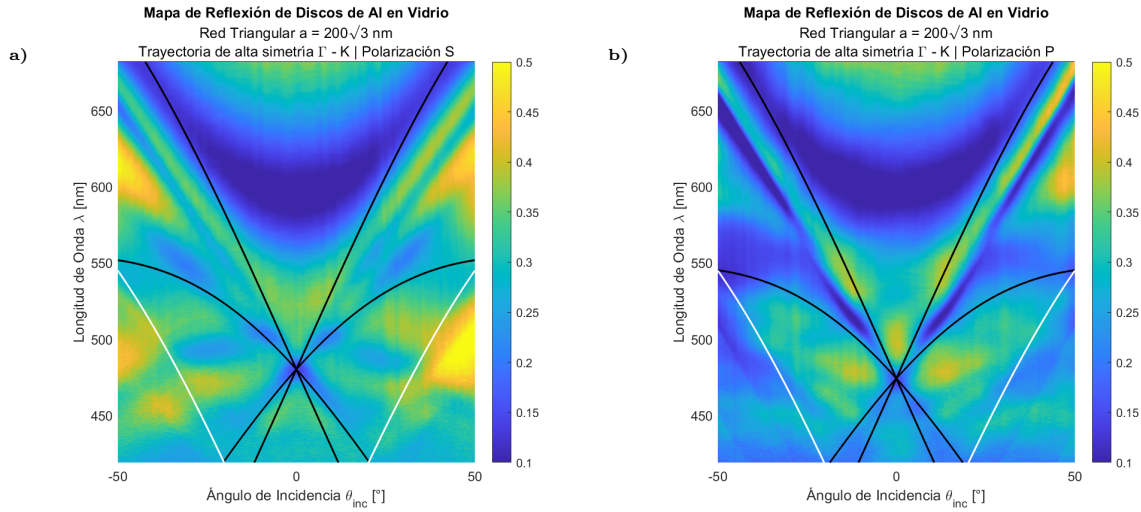 a)
Mapa de Reflexión de Discos de Al en Vidrio
Red Triangular a = 200√3 nm
Trayectoria de alta simetría Γ - K | Polarización S
Longitud de Onda λ [nm]
650
600
550
500
450
-50
0
50
Ángulo de Incidencia θ_inc [°]
0.5
0.45
0.4
0.35
0.3
0.25
0.2
0.15
0.1
b)
Mapa de Reflexión de Discos de Al en Vidrio
Red Triangular a = 200√3 nm
Trayectoria de alta simetría Γ - K | Polarización P
Longitud de Onda λ [nm]
650
600
550
500
450
-50
0
50
Ángulo de Incidencia θ_inc [°]
0.5
0.45
0.4
0.35
0.3
0.25
0.2
0.15
0.1